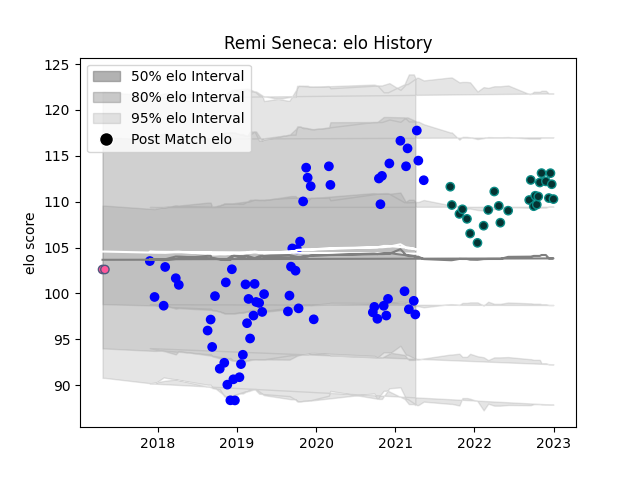 Remi Seneca: elo History
125
120
115
110
105
100
95
90
elo score
50% elo Interval
80% elo Interval
95% elo Interval
Post Match elo
2018
2019
2020
2021
2022
2023